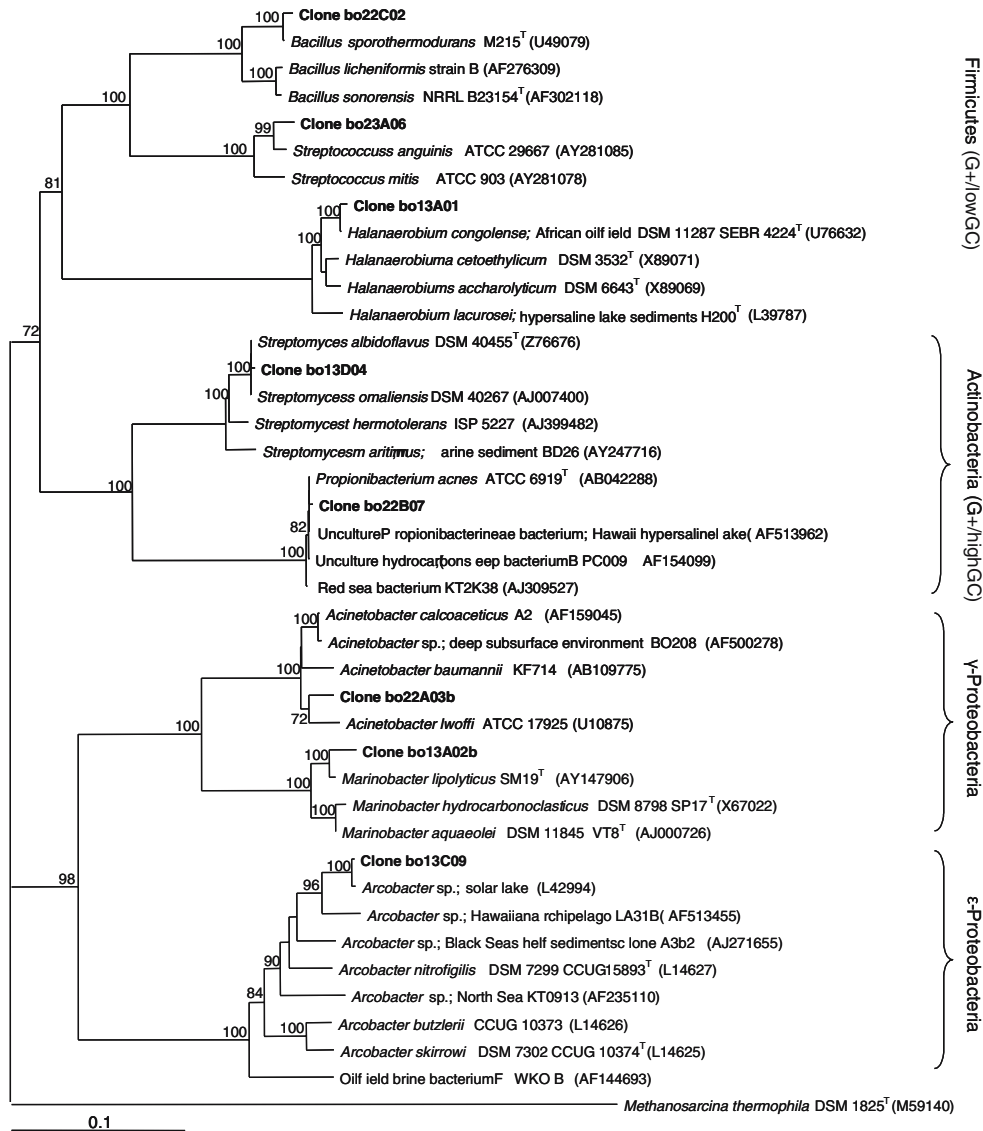 100 Clone bo22C02
Bacillus sporothermodurans M215T (U49079)
100
100 Bacillus licheniformis strain B (AF276309)
Bacillus sonorensis NRRL B23154T (AF302118)
100
99 Clone bo23A06
100 Streptococcuss anguinis ATCC 29667 (AY281085)
Streptococcus mitis ATCC 903 (AY281078)
81
100 Clone bo13A01
Halanaerobium congolense; African oilf ield DSM 11287 SEBR 4224T (U76632)
100
Halanaerobiuma cetoethylicum DSM 3532T (X89071)
Halanaerobiums accharolyticum DSM 6643T (X89069)
Halanaerobium lacurosei; hypersaline lake sediments H200T (L39787)
Firmicutes (G+/lowGC)
72
Streptomyces albidoflavus DSM 40455T (Z76676)
100 Clone bo13D04
100 Streptomycess omaliensis DSM 40267 (AJ007400)
Streptomycest hermotolerans ISP 5227 (AJ399482)
Streptomycesm aritimus; arine sediment BD26 (AY247716)
100
Propionibacterium acnes ATCC 6919T (AB042288)
Clone bo22B07
82 UncultureP ropionibacterineae bacterium; Hawaii hypersalinel ake( AF513962)
100 Unculture hydrocarbons eep bacteriumB PC009 AF154099)
Red sea bacterium KT2K38 (AJ309527)
Actinobacteria (G+/highGC)
100 Acinetobacter calcoaceticus A2 (AF159045)
Acinetobacter sp.; deep subsurface environment BO208 (AF500278)
100 Acinetobacter baumannii KF714 (AB109775)
Clone bo22A03b
72 Acinetobacter lwoffi ATCC 17925 (U10875)
100
100 Clone bo13A02b
Marinobacter lipolyticus SM19T (AY147906)
100
100 Marinobacter hydrocarbonoclasticus DSM 8798 SP17T (X67022)
Marinobacter aquaeolei DSM 11845 VT8T (AJ000726)
γ-Proteobacteria
98
100 Clone bo13C09
96 Arcobacter sp.; solar lake (L42994)
Arcobacter sp.; Hawaiiana rchipelago LA31B( AF513455)
Arcobacter sp.; Black Seas helf sedimentsc lone A3b2 (AJ271655)
90 Arcobacter nitrofigilis DSM 7299 CCUG15893T (L14627)
84 Arcobacter sp.; North Sea KT0913 (AF235110)
100 Arcobacter butzlerii CCUG 10373 (L14626)
100 Arcobacter skirrowi DSM 7302 CCUG 10374T (L14625)
Oilf ield brine bacteriumF WKO B (AF144693)
ε-Proteobacteria
Methanosarcina thermophila DSM 1825T (M59140)
0.1